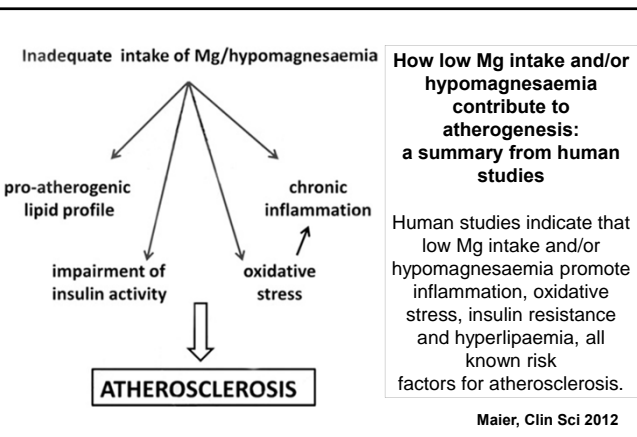 Inadequate intake of Mg/hypomagnesaemia
pro-atherogenic
lipid profile
chronic
inflammation
impairment of
insulin activity
oxidative
stress
ATHEROSCLEROSIS
How low Mg intake and/or
hypomagnesaemia
contribute to
atherogenesis:
a summary from human
studies
Human studies indicate that
low Mg intake and/or
hypomagnesaemia promote
inflammation, oxidative
stress, insulin resistance
and hyperlipaemia, all
known risk
factors for atherosclerosis.
Maier, Clin Sci 2012